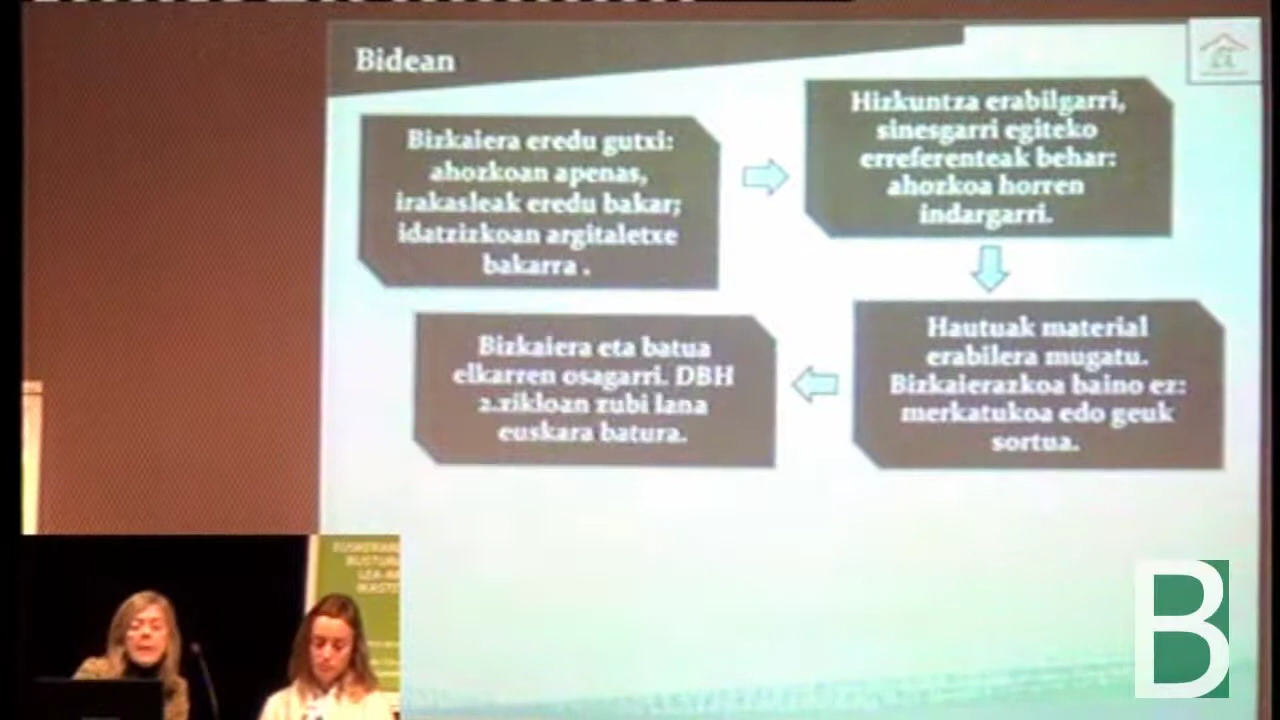 Bidean
Bizkaiera eredu gutxi:
ahozkoan apenas,
irakasleak eredu bakar;
idatzizkoan argitaletxe
bakarra .
Hizkuntza erabilgarri,
sinesgarri egiteko
erreferenteak behar:
ahozkoa horren
indargarri.
Hautuak material
erabilera mugatu.
Bizkaierazkoa baino ez:
merkatukoa edo geuk
sortua.
Bizkaiera eta batua
elkarren osagarri. DBH
2.zikloan zubi lana
euskara batura.
B